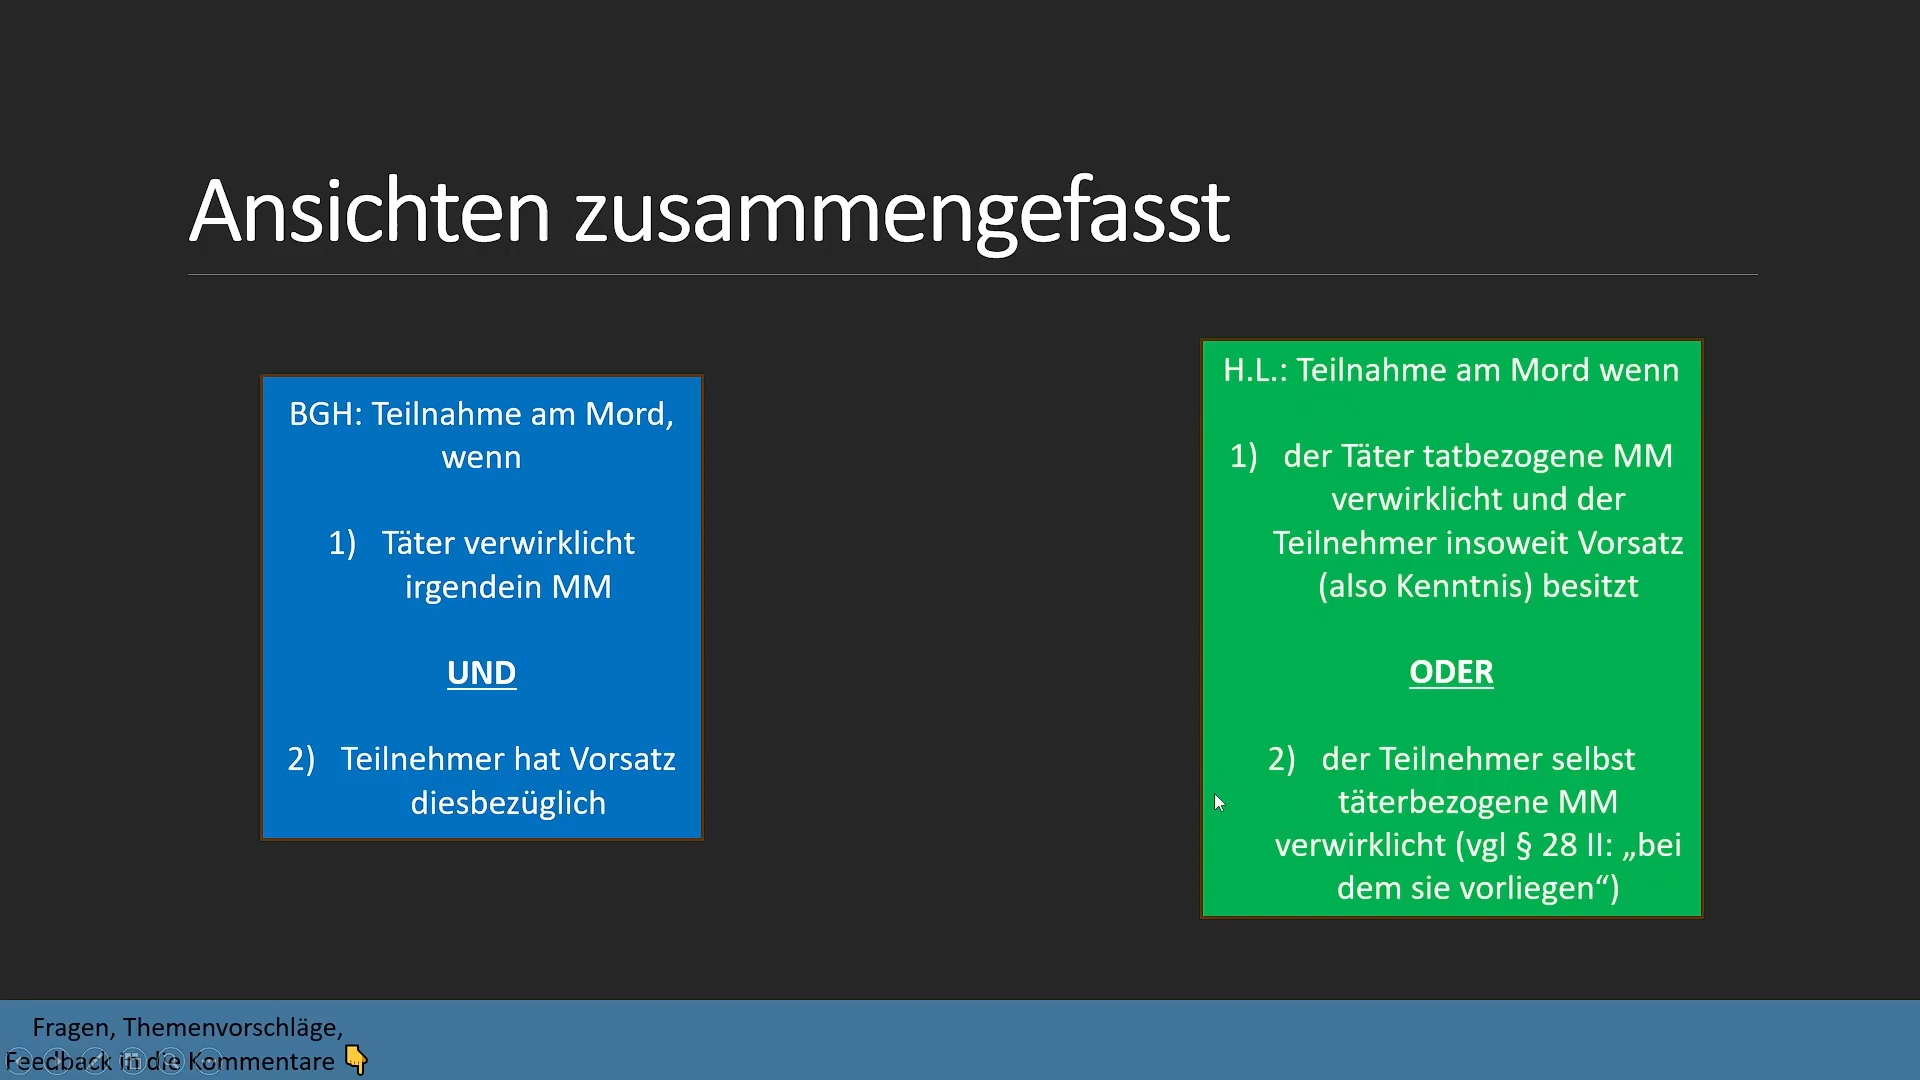 Ansichten zusammengefasst
BGH: Teilnahme am Mord,
wenn
1) Täter verwirklicht
irgendein MM
UND
2) Teilnehmer hat Vorsatz
diesbezüglich
H.L.: Teilnahme am Mord wenn
1) der Täter tatbezogene MM
verwirklicht und der
Teilnehmer insoweit Vorsatz
(also Kenntnis) besitzt
ODER
2) der Teilnehmer selbst
täterbezogene MM
verwirklicht (vgl § 28 II: „bei
dem sie vorliegen“)
Fragen, Themenvorschläge,
Feedback in die Kommentare 👇